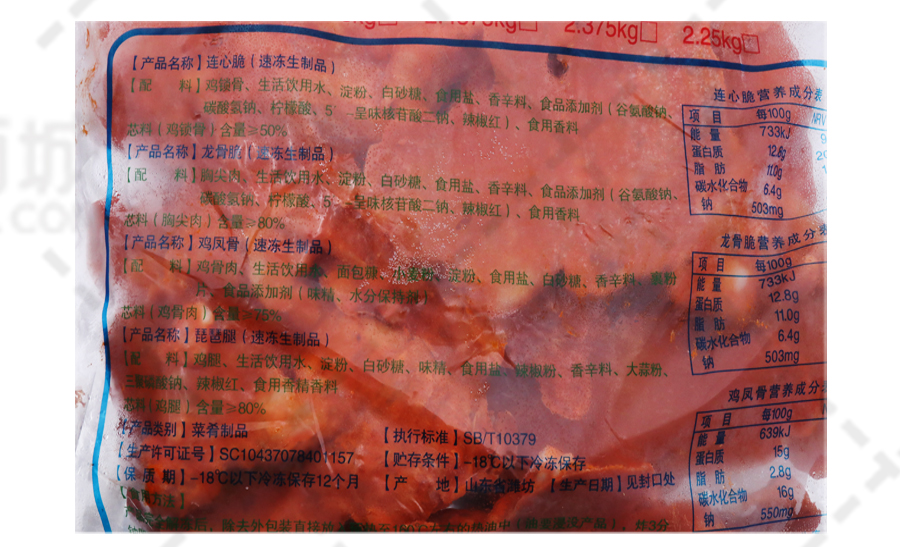 2.375kg□ 2.25kg□
【产品名称】连心脆(速冻生制品)
【配 料】鸡锁骨、生活饮用水、淀粉、白砂糖、食用盐、香辛料、食品添加剂(谷氨酸钠、
碳酸氢钠、柠檬酸、5'-呈味核苷酸二钠、辣椒红)、食用香料
芯料(鸡锁骨)含量≥50%
【产品名称】龙骨脆(速冻生制品)
【配 料】胸尖肉、生活饮用水、淀粉、白砂糖、食用盐、香辛料、食品添加剂(谷氨酸钠、
碳酸氢钠、柠檬酸、5'-呈味核苷酸二钠、辣椒红)、食用香料
芯料(胸尖肉)含量≥80%
【产品名称】鸡凤骨(速冻生制品)
【配 料】鸡骨肉、生活饮用水、面包糠、小麦粉、淀粉、食用盐、白砂糖、香辛料、裹粉
片、食品添加剂(味精、水分保持剂)
芯料(鸡骨肉)含量≥75%
【产品名称】琵琶腿(速冻生制品)
【配 料】鸡腿、生活饮用水、淀粉、白砂糖、味精、食用盐、辣椒粉、香辛料、大蒜粉、
三聚磷酸钠、辣椒红、食用香精香料
芯料(鸡腿)含量≥80%
【产品类别】菜肴制品 【执行标准】SB/T10379
【生产许可证号】SC10437078401157 【贮存条件】-18℃以下冷冻保存
【保 质 期】-18℃以下冷冻保存12个月 【产 地】山东省潍坊 【生产日期】见封口处
方法】
除去外包装直接放
连心脆营养成分表
项 目 每100g NRV
能 量 733kJ
蛋白质 12.6g
脂 肪 11.0g
碳水化合物 6.4g
钠 503mg
龙骨脆营养成分
项 目 每100g
能 量 733kJ
蛋白质 12.8g
脂 肪 11.0g
碳水化合物 6.4g
钠 503mg
鸡凤骨营养成分
项 目 每100g
能 量 639kJ
蛋白质 15g
脂 肪 2.8g
碳水化合物 16g
钠 550mg